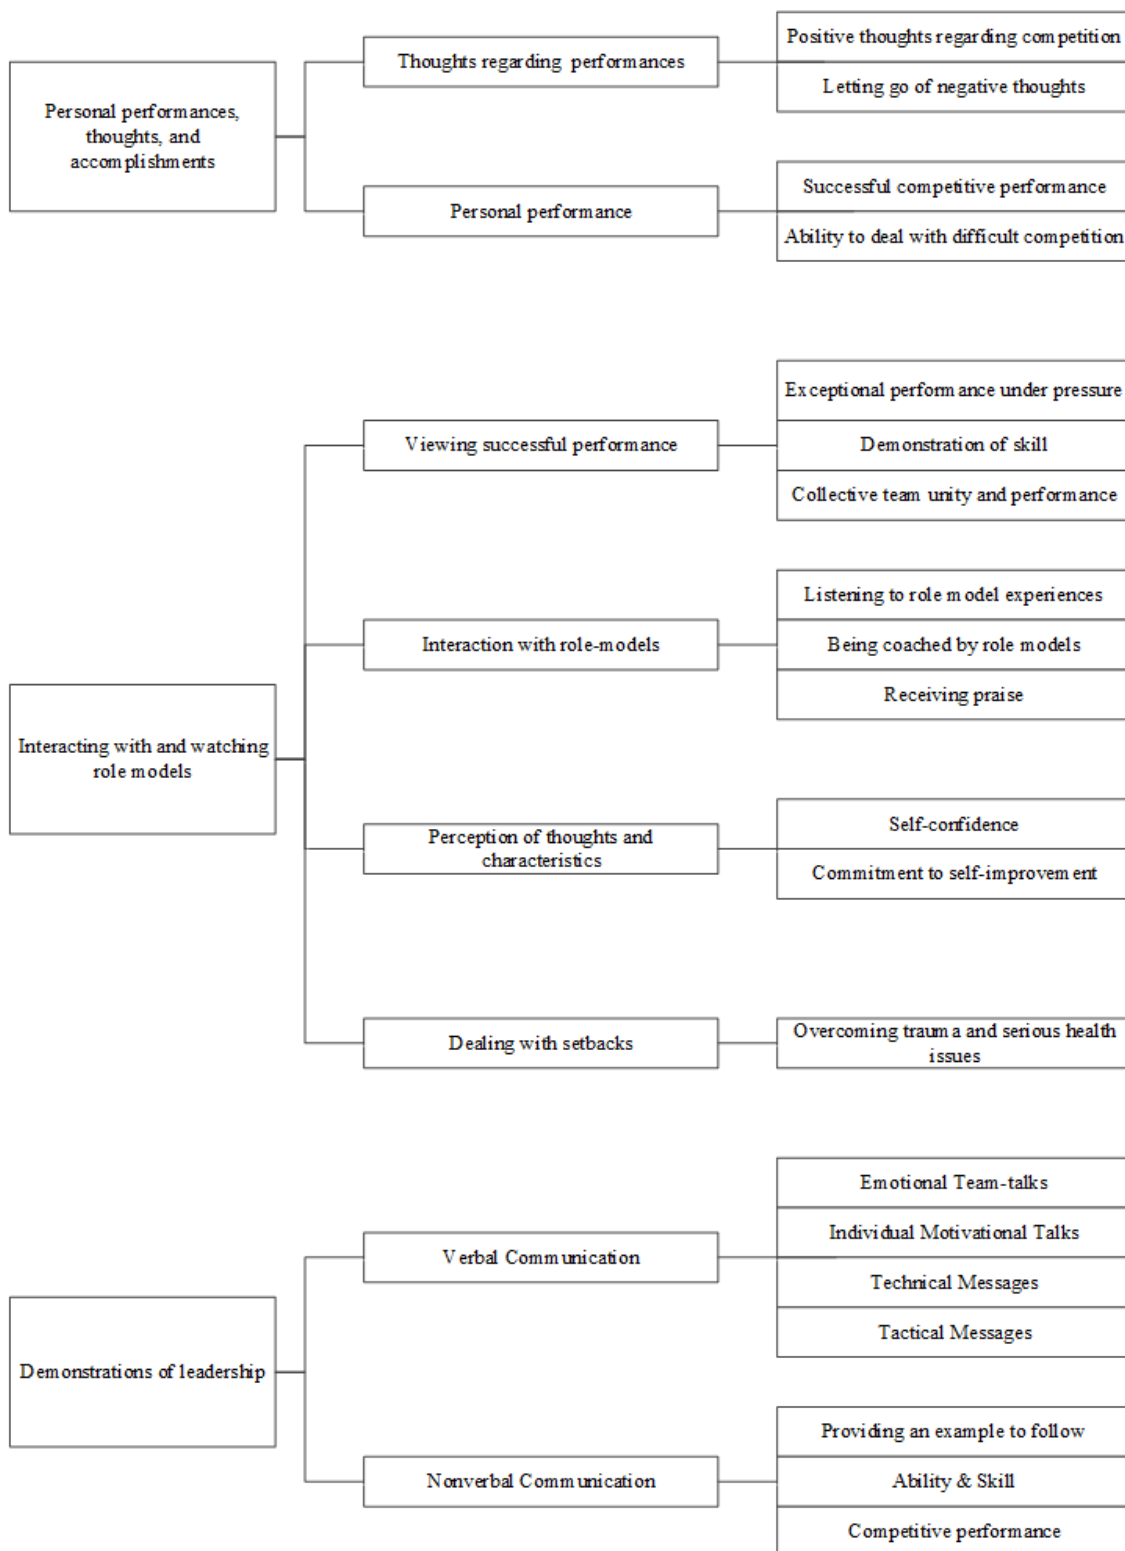 Personal performances,
thoughts, and
accomplishments
Thoughts regarding performances
Positive thoughts regarding competition
Letting go of negative thoughts
Personal performance
Successful competitive performance
Ability to deal with difficult competition
Interacting with and watching
role models
Viewing successful performance
Exceptional performance under pressure
Demonstration of skill
Collective team unity and performance
Interaction with role-models
Listening to role model experiences
Being coached by role models
Receiving praise
Perception of thoughts and
characteristics
Self-confidence
Commitment to self-improvement
Dealing with setbacks
Overcoming trauma and serious health
issues
Demonstrations of leadership
Verbal Communication
Emotional Team-talks
Individual Motivational Talks
Technical Messages
Tactical Messages
Nonverbal Communication
Providing an example to follow
Ability & Skill
Competitive performance